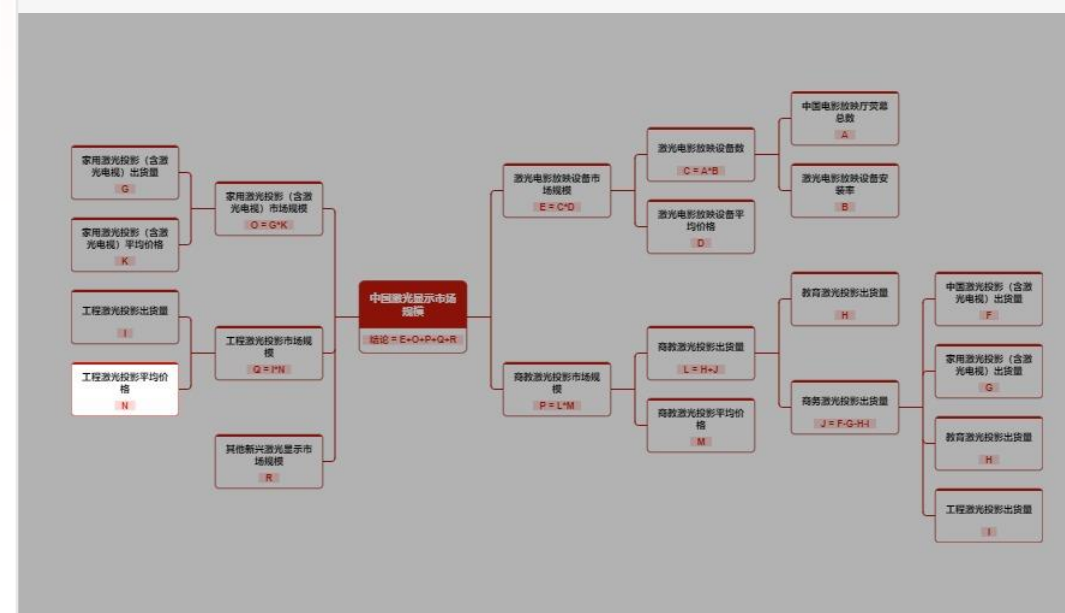 中国激光显示市场
规模
结论 = E+O+P+Q+R
家用激光投影（含激
光电视）市场规模
O = G*K
家用激光投影（含激
光电视）出货量
G
家用激光投影（含激
光电视）平均价格
K
工程激光投影市场规
模
Q = I*N
工程激光投影出货量
I
工程激光投影平均价
格
N
其他新兴激光显示市
场规模
R
激光电影放映设备市
场规模
E = C*D
激光电影放映设备数
C = A*B
中国电影放映厅荧幕
总数
A
激光电影放映设备安
装率
B
激光电影放映设备平
均价格
D
商教激光投影市场规
模
P = L*M
商教激光投影出货量
L = H+J
教育激光投影出货量
H
商务激光投影出货量
J = F-G-H-I
中国激光投影（含激
光电视）出货量
F
家用激光投影（含激
光电视）出货量
G
教育激光投影出货量
H
工程激光投影出货量
I
商教激光投影平均价
格
M